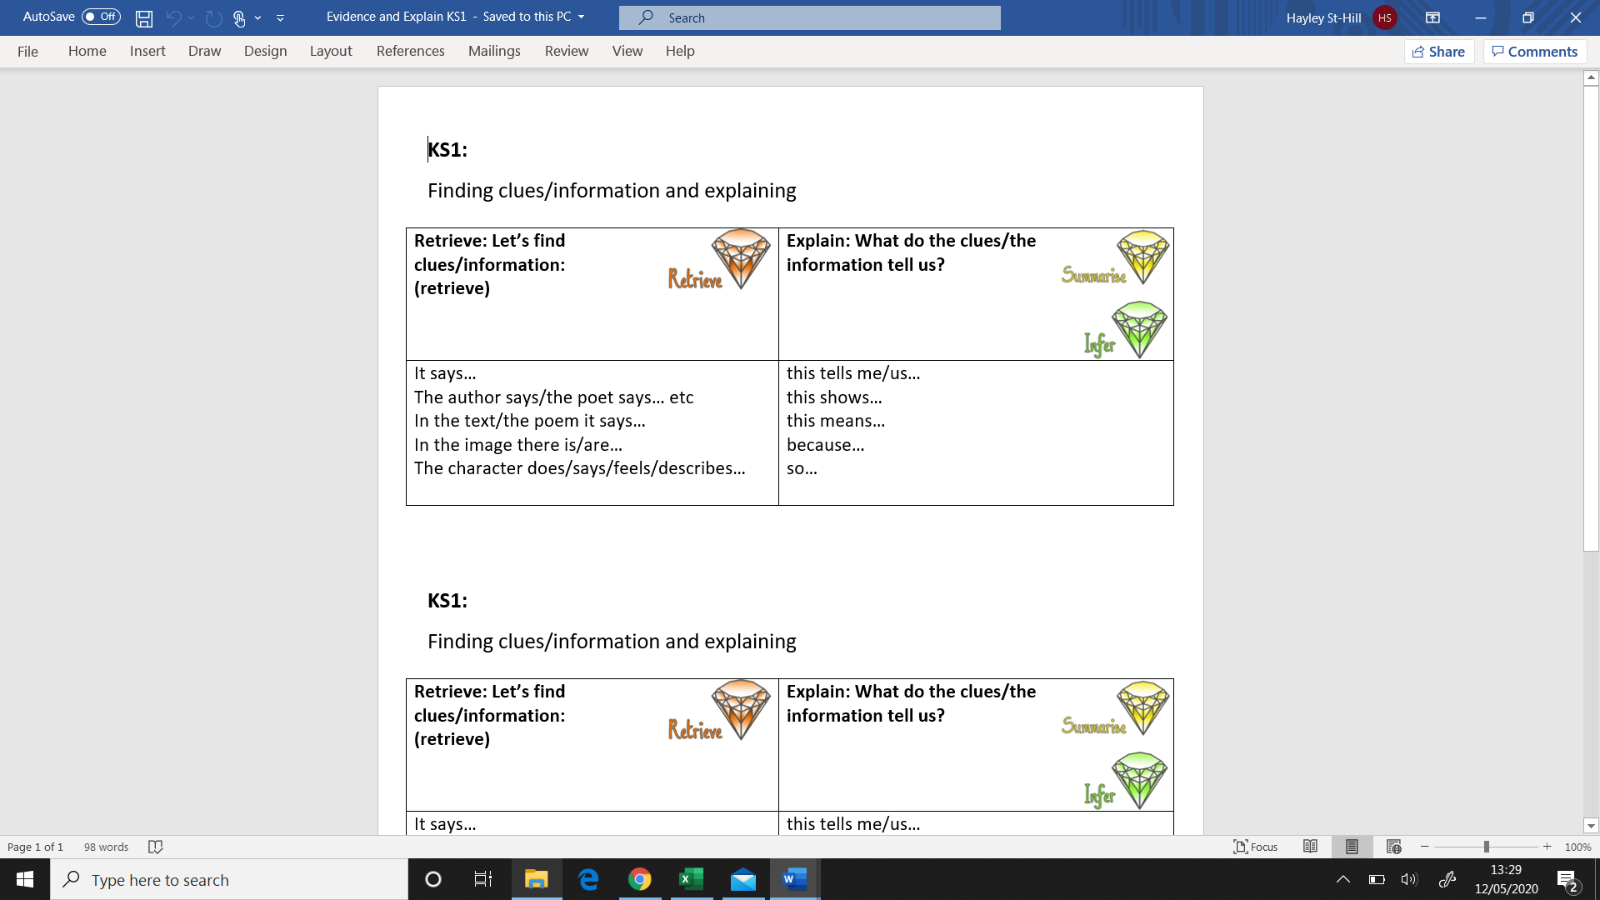 AutoSave Off Evidence and Explain KS1 - Saved to this PC Search Hayley St-Hill HS
File Home Insert Draw Design Layout References Mailings Review View Help Share Comments
KS1:
Finding clues/information and explaining
Retrieve: Let’s find
clues/information:
(retrieve)
Retrieve
Explain: What do the clues/the
information tell us?
Summarise
Infer
It says...
The author says/the poet says... etc
In the text/the poem it says...
In the image there is/are...
The character does/says/feels/describes...
this tells me/us...
this shows...
this means...
because...
so...
KS1:
Finding clues/information and explaining
Retrieve: Let’s find
clues/information:
(retrieve)
Retrieve
Explain: What do the clues/the
information tell us?
Summarise
Infer
It says...
this tells me/us...
Page 1 of 1 98 words Focus 100%
Type here to search 13:29
12/05/2020
2